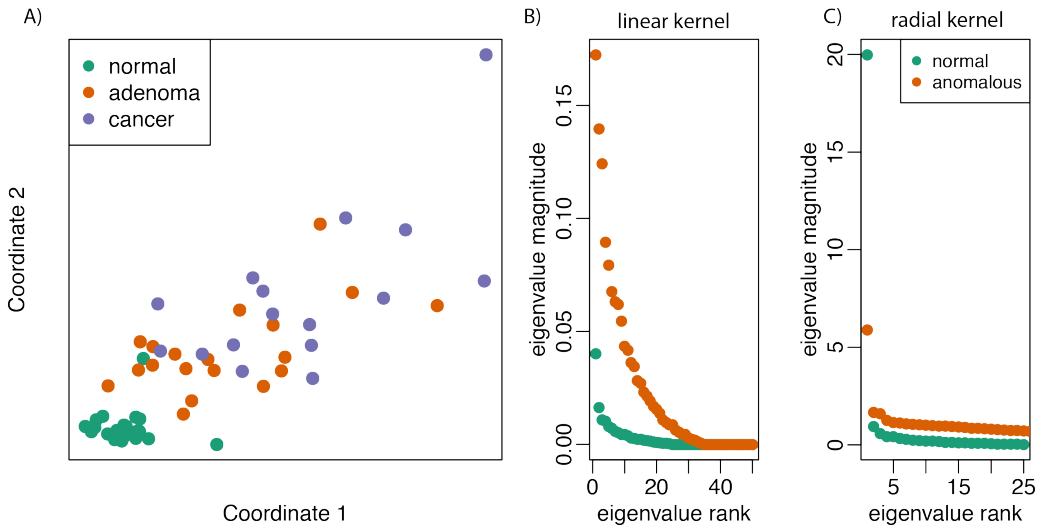 A)
normal
adenoma
cancer
Coordinate 2
Coordinate 1
B)
linear kernel
eigenvalue magnitude
0.15
0.10
0.05
0.00
0
20
40
eigenvalue rank
C)
radial kernel
normal
anomalous
eigenvalue magnitude
20
15
10
5
0
5
15
25
eigenvalue rank